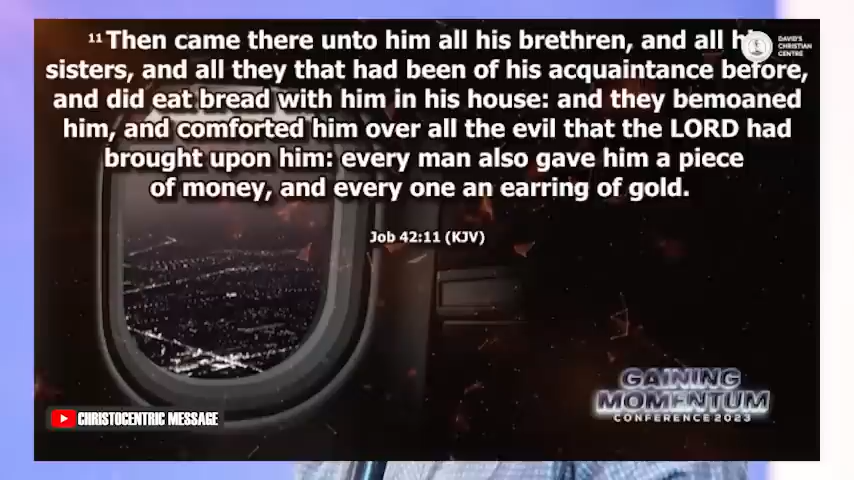 11 Then came there unto him all his brethren, and all
sisters, and all they that had been of his acquaintance before,
and did eat bread with him in his house: and they bemoaned
him, and comforted him over all the evil that the LORD had
brought upon him: every man also gave him a piece
of money, and every one an earring of gold.
Job 42:11 (KJV)
DAVID'S
CHRISTIAN
CENTRE
GAINING
MOMENTUM
CONFERENCE 2023
CHRISTOCENTRIC MESSAGE